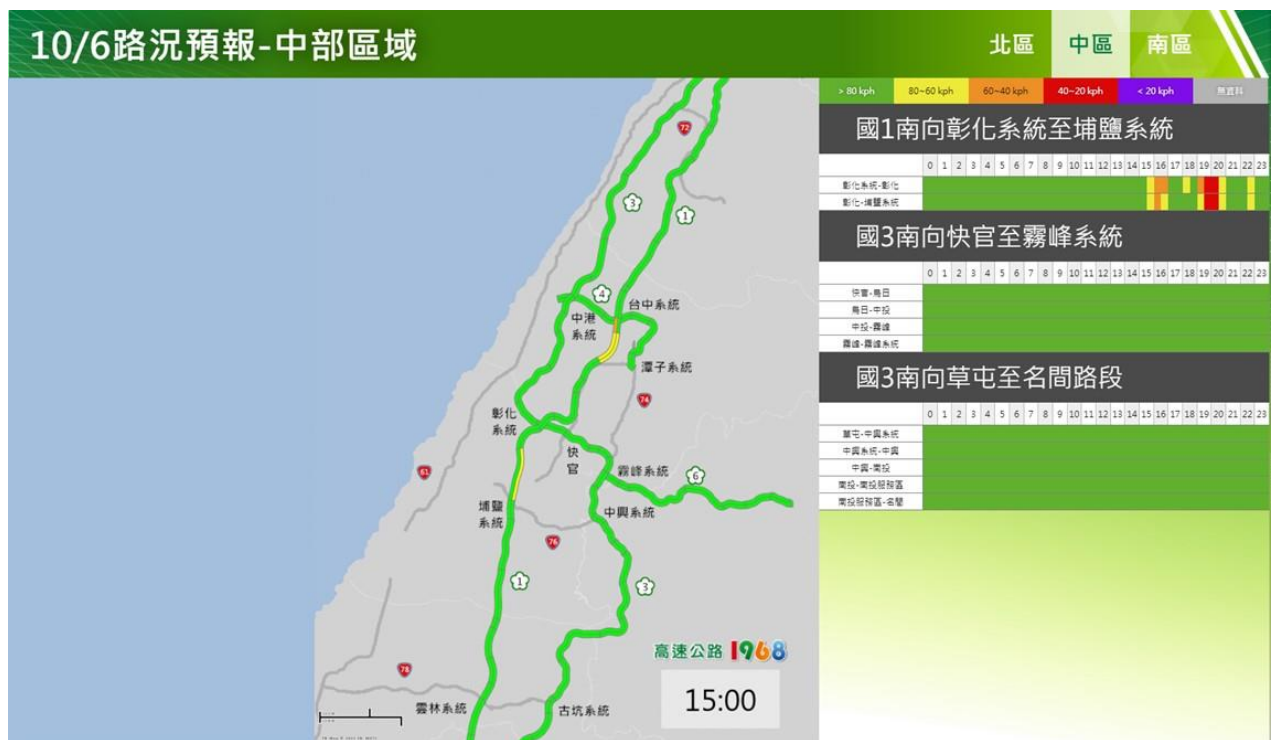 10/6路況預報-中部區域
北區 中區 南區
> 80 kph 80~60 kph 60~40 kph 40~20 kph < 20 kph 無資料
國1南向彰化系統至埔鹽系統
0 1 2 3 4 5 6 7 8 9 10 11 12 13 14 15 16 17 18 19 20 21 22 23
彰化系統-彰化
彰化-埔鹽系統
國3南向快官至霧峰系統
0 1 2 3 4 5 6 7 8 9 10 11 12 13 14 15 16 17 18 19 20 21 22 23
快官-烏日
烏日-中投
中投-霧峰
霧峰-霧峰系統
國3南向草屯至名間路段
0 1 2 3 4 5 6 7 8 9 10 11 12 13 14 15 16 17 18 19 20 21 22 23
草屯-中興系統
中興系統-中興
中興-南投
南投-南投服務區
南投服務區-名間
72
3
1
4
台中系統
中港
系統
潭子系統
74
彰化
系統
快
官
61
霧峰系統
6
埔鹽
系統
中興系統
76
1
3
高速公路 1968
15:00
78
雲林系統
古坑系統